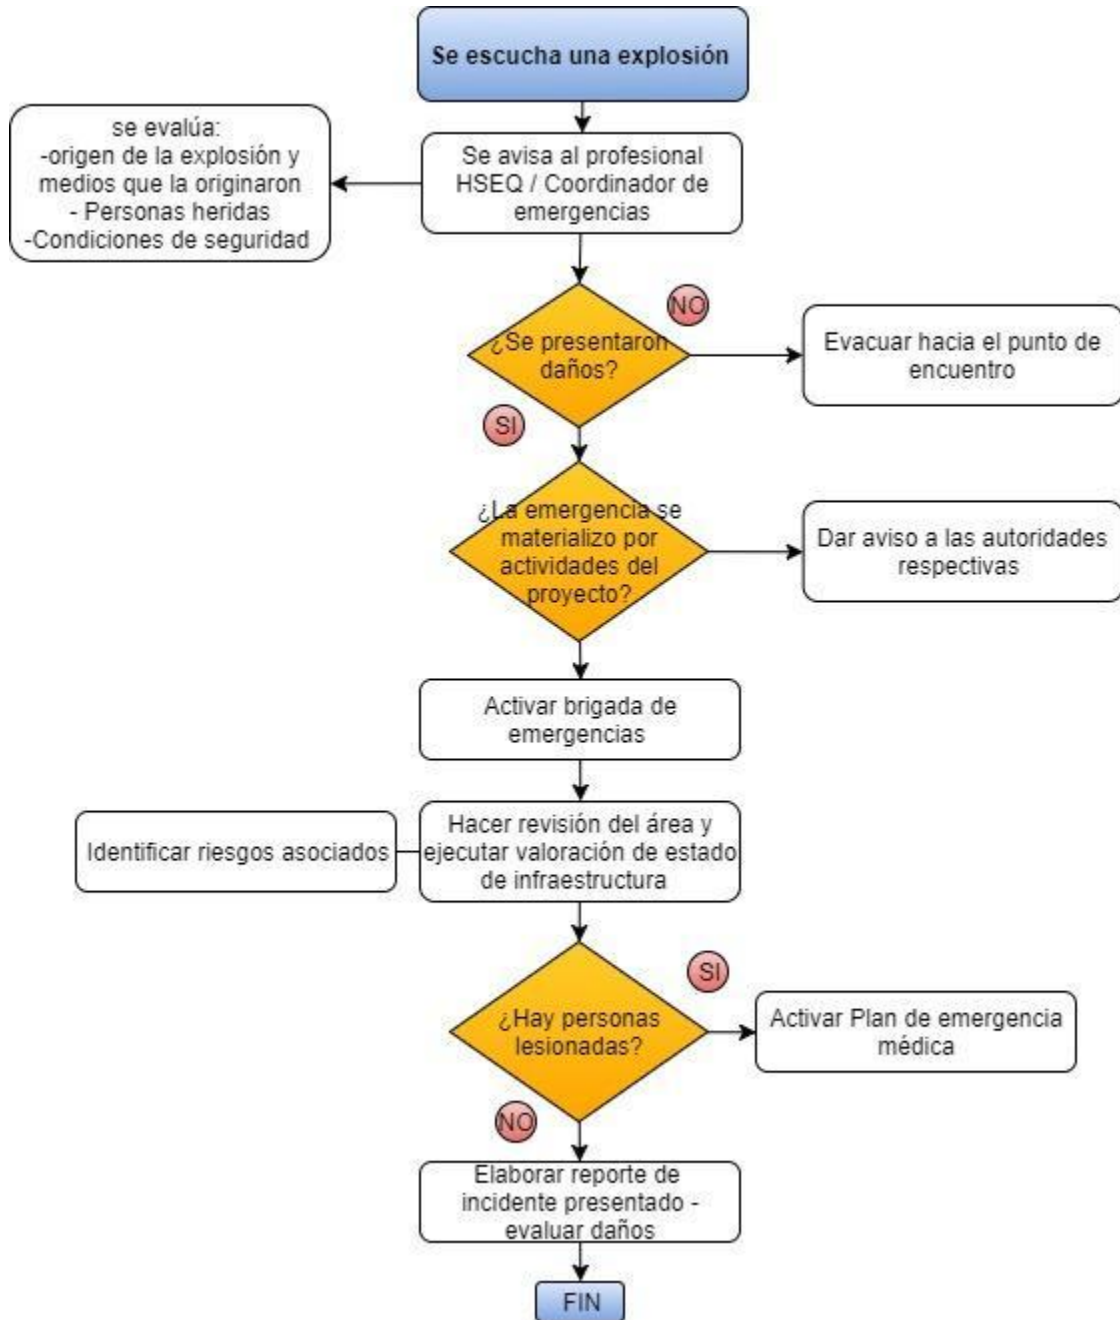 Se escucha una explosión
se evalúa:
-origen de la explosión y
medios que la originaron
- Personas heridas
-Condiciones de seguridad
Se avisa al profesional
HSEQ / Coordinador de
emergencias
NO
¿Se presentaron
daños?
Evacuar hacia el punto de
encuentro
SI
¿La emergencia se
materializo por
actividades del
proyecto?
Dar aviso a las autoridades
respectivas
Activar brigada de
emergencias
Identificar riesgos asociados
Hacer revisión del área y
ejecutar valoración de estado
de infraestructura
SI
¿Hay personas
lesionadas?
Activar Plan de emergencia
médica
NO
Elaborar reporte de
incidente presentado -
evaluar daños
FIN